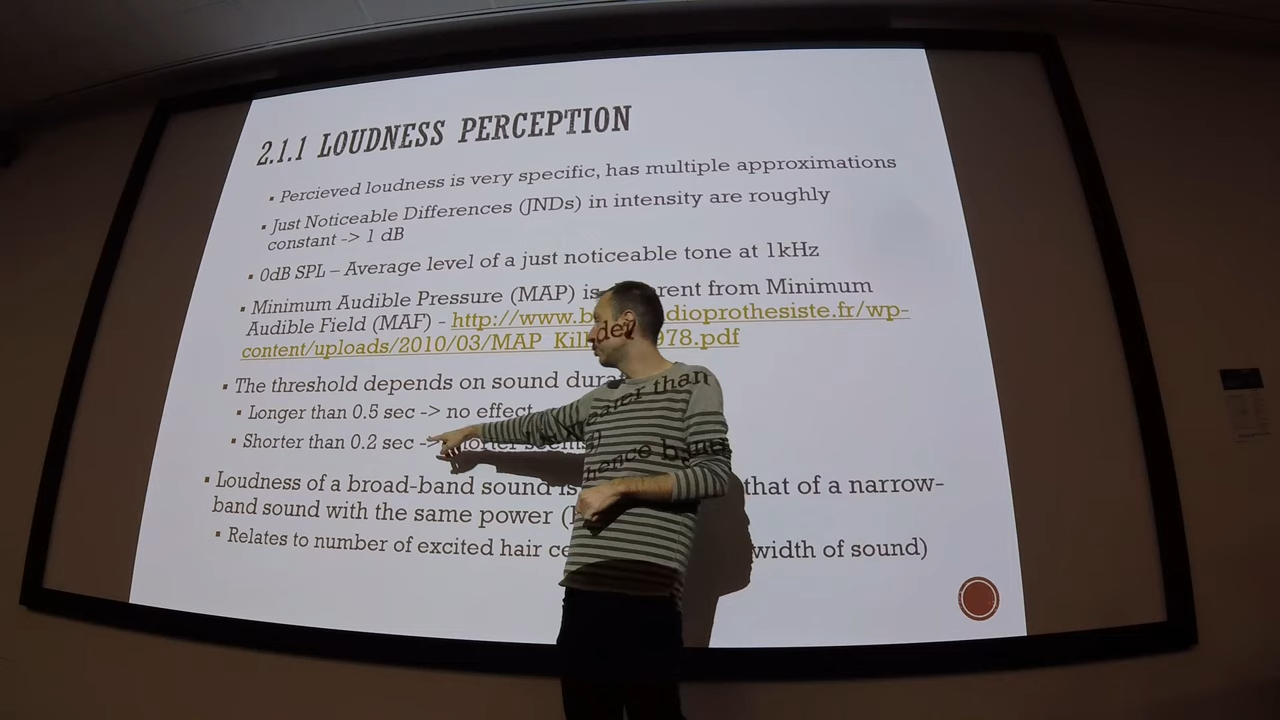 2.1.1 LOUDNESS PERCEPTION
▪ Percieved loudness is very specific, has multiple approximations
▪ Just Noticeable Differences (JNDs) in intensity are roughly
constant -> 1 dB
▪ 0dB SPL – Average level of a just noticeable tone at 1kHz
▪ Minimum Audible Pressure (MAP) is from Minimum
Audible Field (MAF) - http://www. dioprothesiste.fr/wp-
content/uploads/2010/03/MAP_ 978.pdf
▪ The threshold depends on sound
▪ Longer than 0.5 sec -> no effect
▪ Shorter than 0.2 sec
▪ Loudness of a broad-band sound is greater than that of a narrow-
band sound with the same power
▪ Relates to number of excited hair hence width of sound)